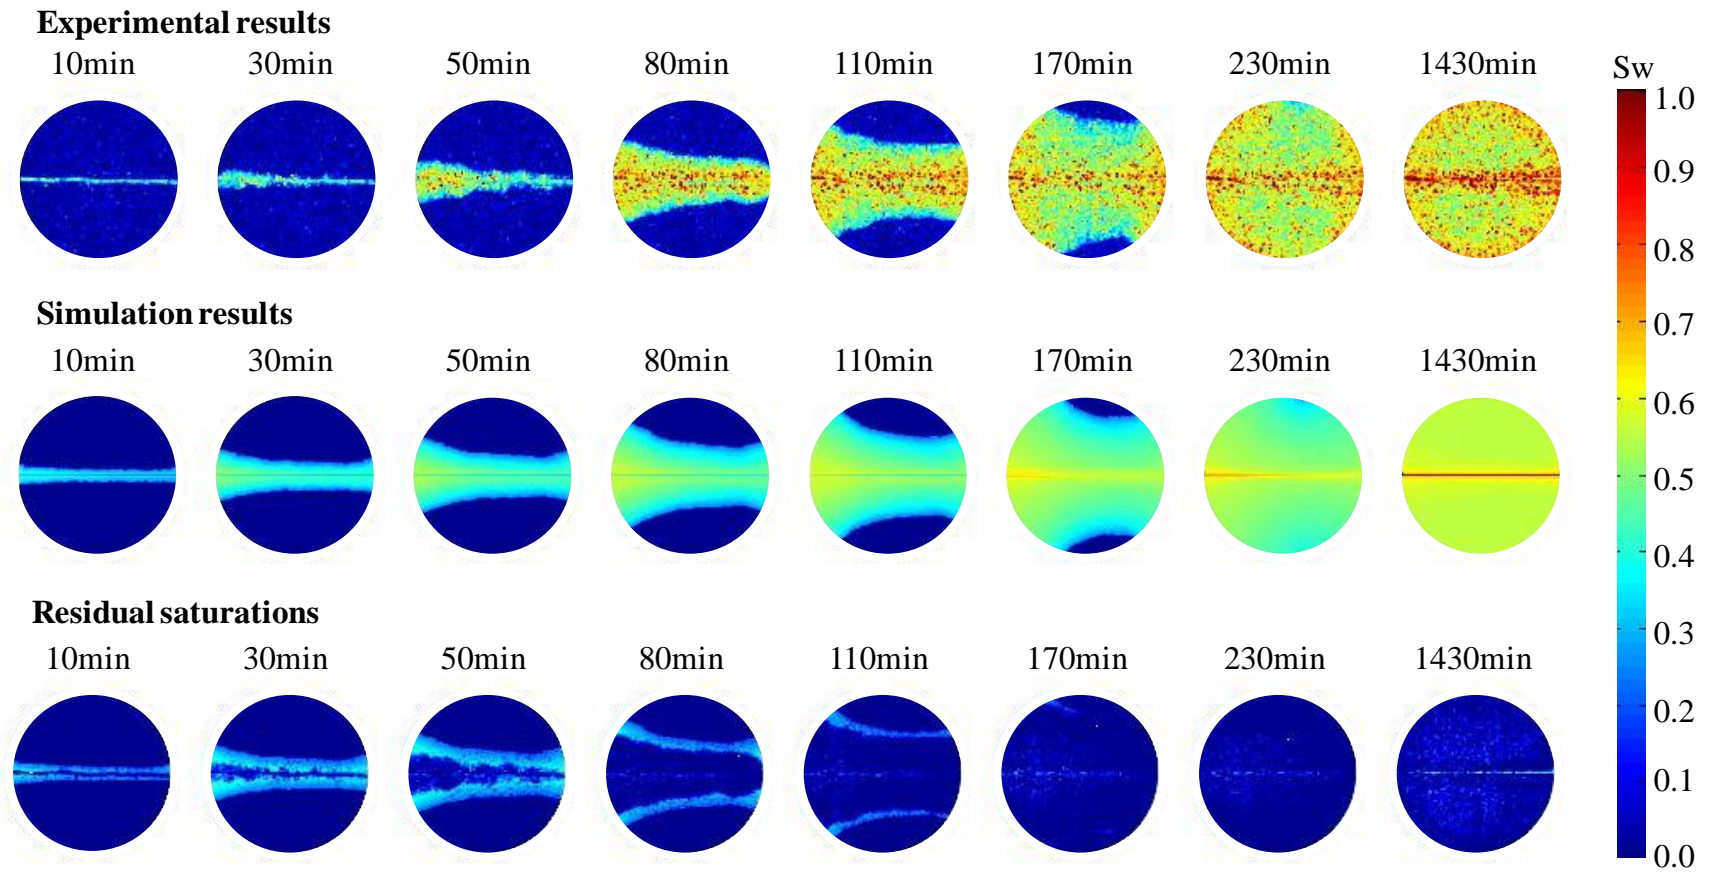 Experimental results
10min 30min 50min 80min 110min 170min 230min 1430min
Sw
1.0
0.9
0.8
Simulation results
0.7
10min 30min 50min 80min 110min 170min 230min 1430min
0.6
0.5
0.4
Residual saturations
0.3
10min 30min 50min 80min 110min 170min 230min 1430min
0.2
0.1
0.0